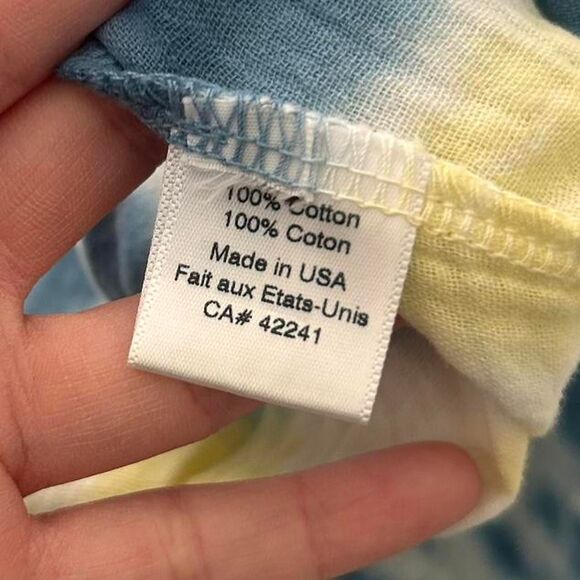 100% Cotton
100% Coton
Made in USA
Fait aux Etats-Unis
CA# 42241